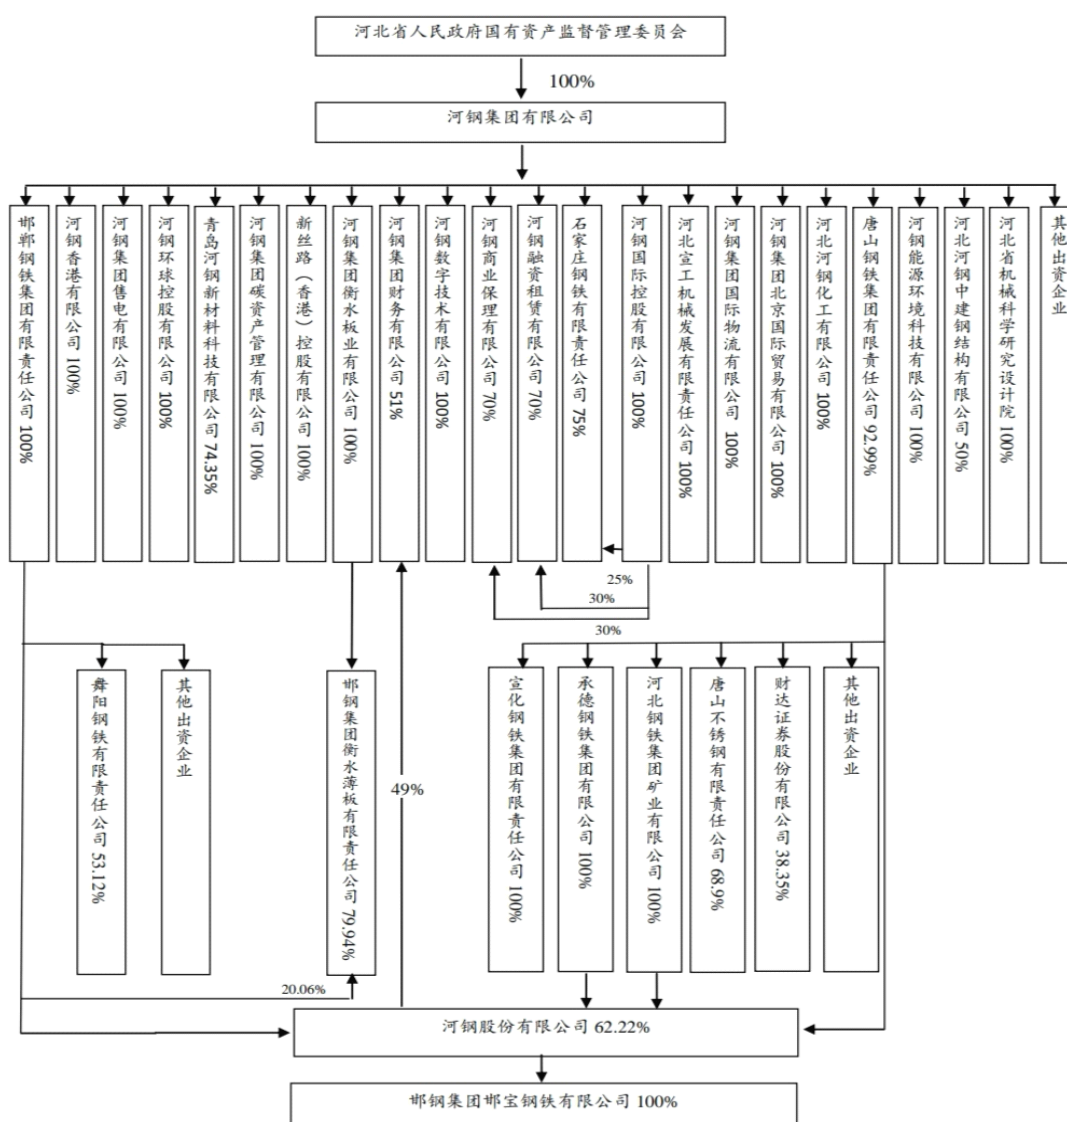 河北省人民政府国有资产监督管理委员会
100%
河钢集团有限公司
邯郸钢铁集团有限责任公司 100%
河钢香港有限公司 100%
河钢集团售电有限公司 100%
河钢环球控股有限公司 100%
青岛河钢新材料科技有限公司 74.35%
河钢集团碳资产管理有限公司 100%
新丝路（香港）控股有限公司 100%
河钢集团衡水板业有限公司 100%
河钢集团财务有限公司 51%
河钢数字技术有限公司 100%
河钢商业保理有限公司 70%
河钢融资租赁有限公司 70%
石家庄钢铁有限责任公司 75%
河钢国际控股有限公司 100%
河北宣工机械发展有限责任公司 100%
河钢集团国际物流有限公司 100%
河钢集团北京国际贸易有限公司 100%
河北河钢化工有限公司 100%
唐山钢铁集团有限责任公司 92.99%
河钢能源环境科技有限公司 100%
河北河钢中建钢结构有限公司 50%
河北省机械科学研究设计院 100%
其他出资企业
25%
30%
30%
舞阳钢铁有限责任公司 53.12%
其他出资企业
邯钢集团衡水薄板有限责任公司 79.94%
49%
宣化钢铁集团有限责任公司 100%
承德钢铁集团有限公司 100%
河北钢铁集团矿业有限公司 100%
唐山不锈钢有限责任公司 68.9%
财达证券股份有限公司 38.35%
其他出资企业
20.06%
河钢股份有限公司 62.22%
邯钢集团邯宝钢铁有限公司 100%